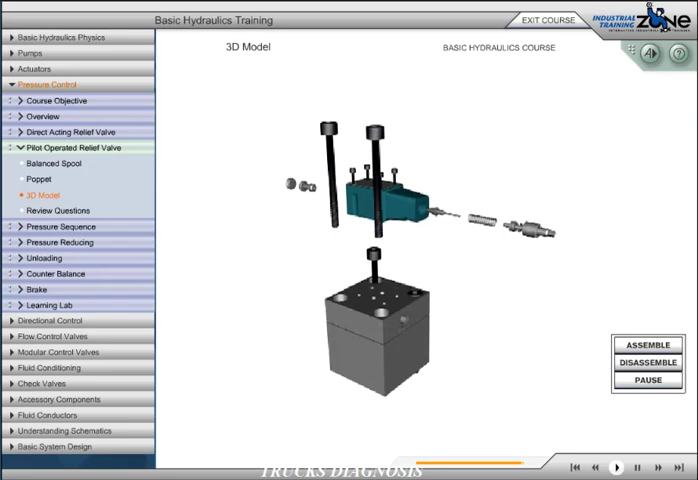 Basic Hydraulics Training
EXIT COURSE
INDUSTRIAL
TRAINING
ZONE
INTERACTIVE INDUSTRIAL TRAINING
Basic Hydraulics Physics
Pumps
Actuators
Pressure Control
Course Objective
Overview
Direct Acting Relief Valve
Pilot Operated Relief Valve
Balanced Spool
Poppet
3D Model
Review Questions
Pressure Sequence
Pressure Reducing
Unloading
Counter Balance
Brake
Learning Lab
Directional Control
Flow Control Valves
Modular Control Valves
Fluid Conditioning
Check Valves
Accessory Components
Fluid Conductors
Understanding Schematics
Basic System Design
3D Model
BASIC HYDRAULICS COURSE
A
?
ASSEMBLE
DISASSEMBLE
PAUSE
TRUCKS DIAGNOSIS